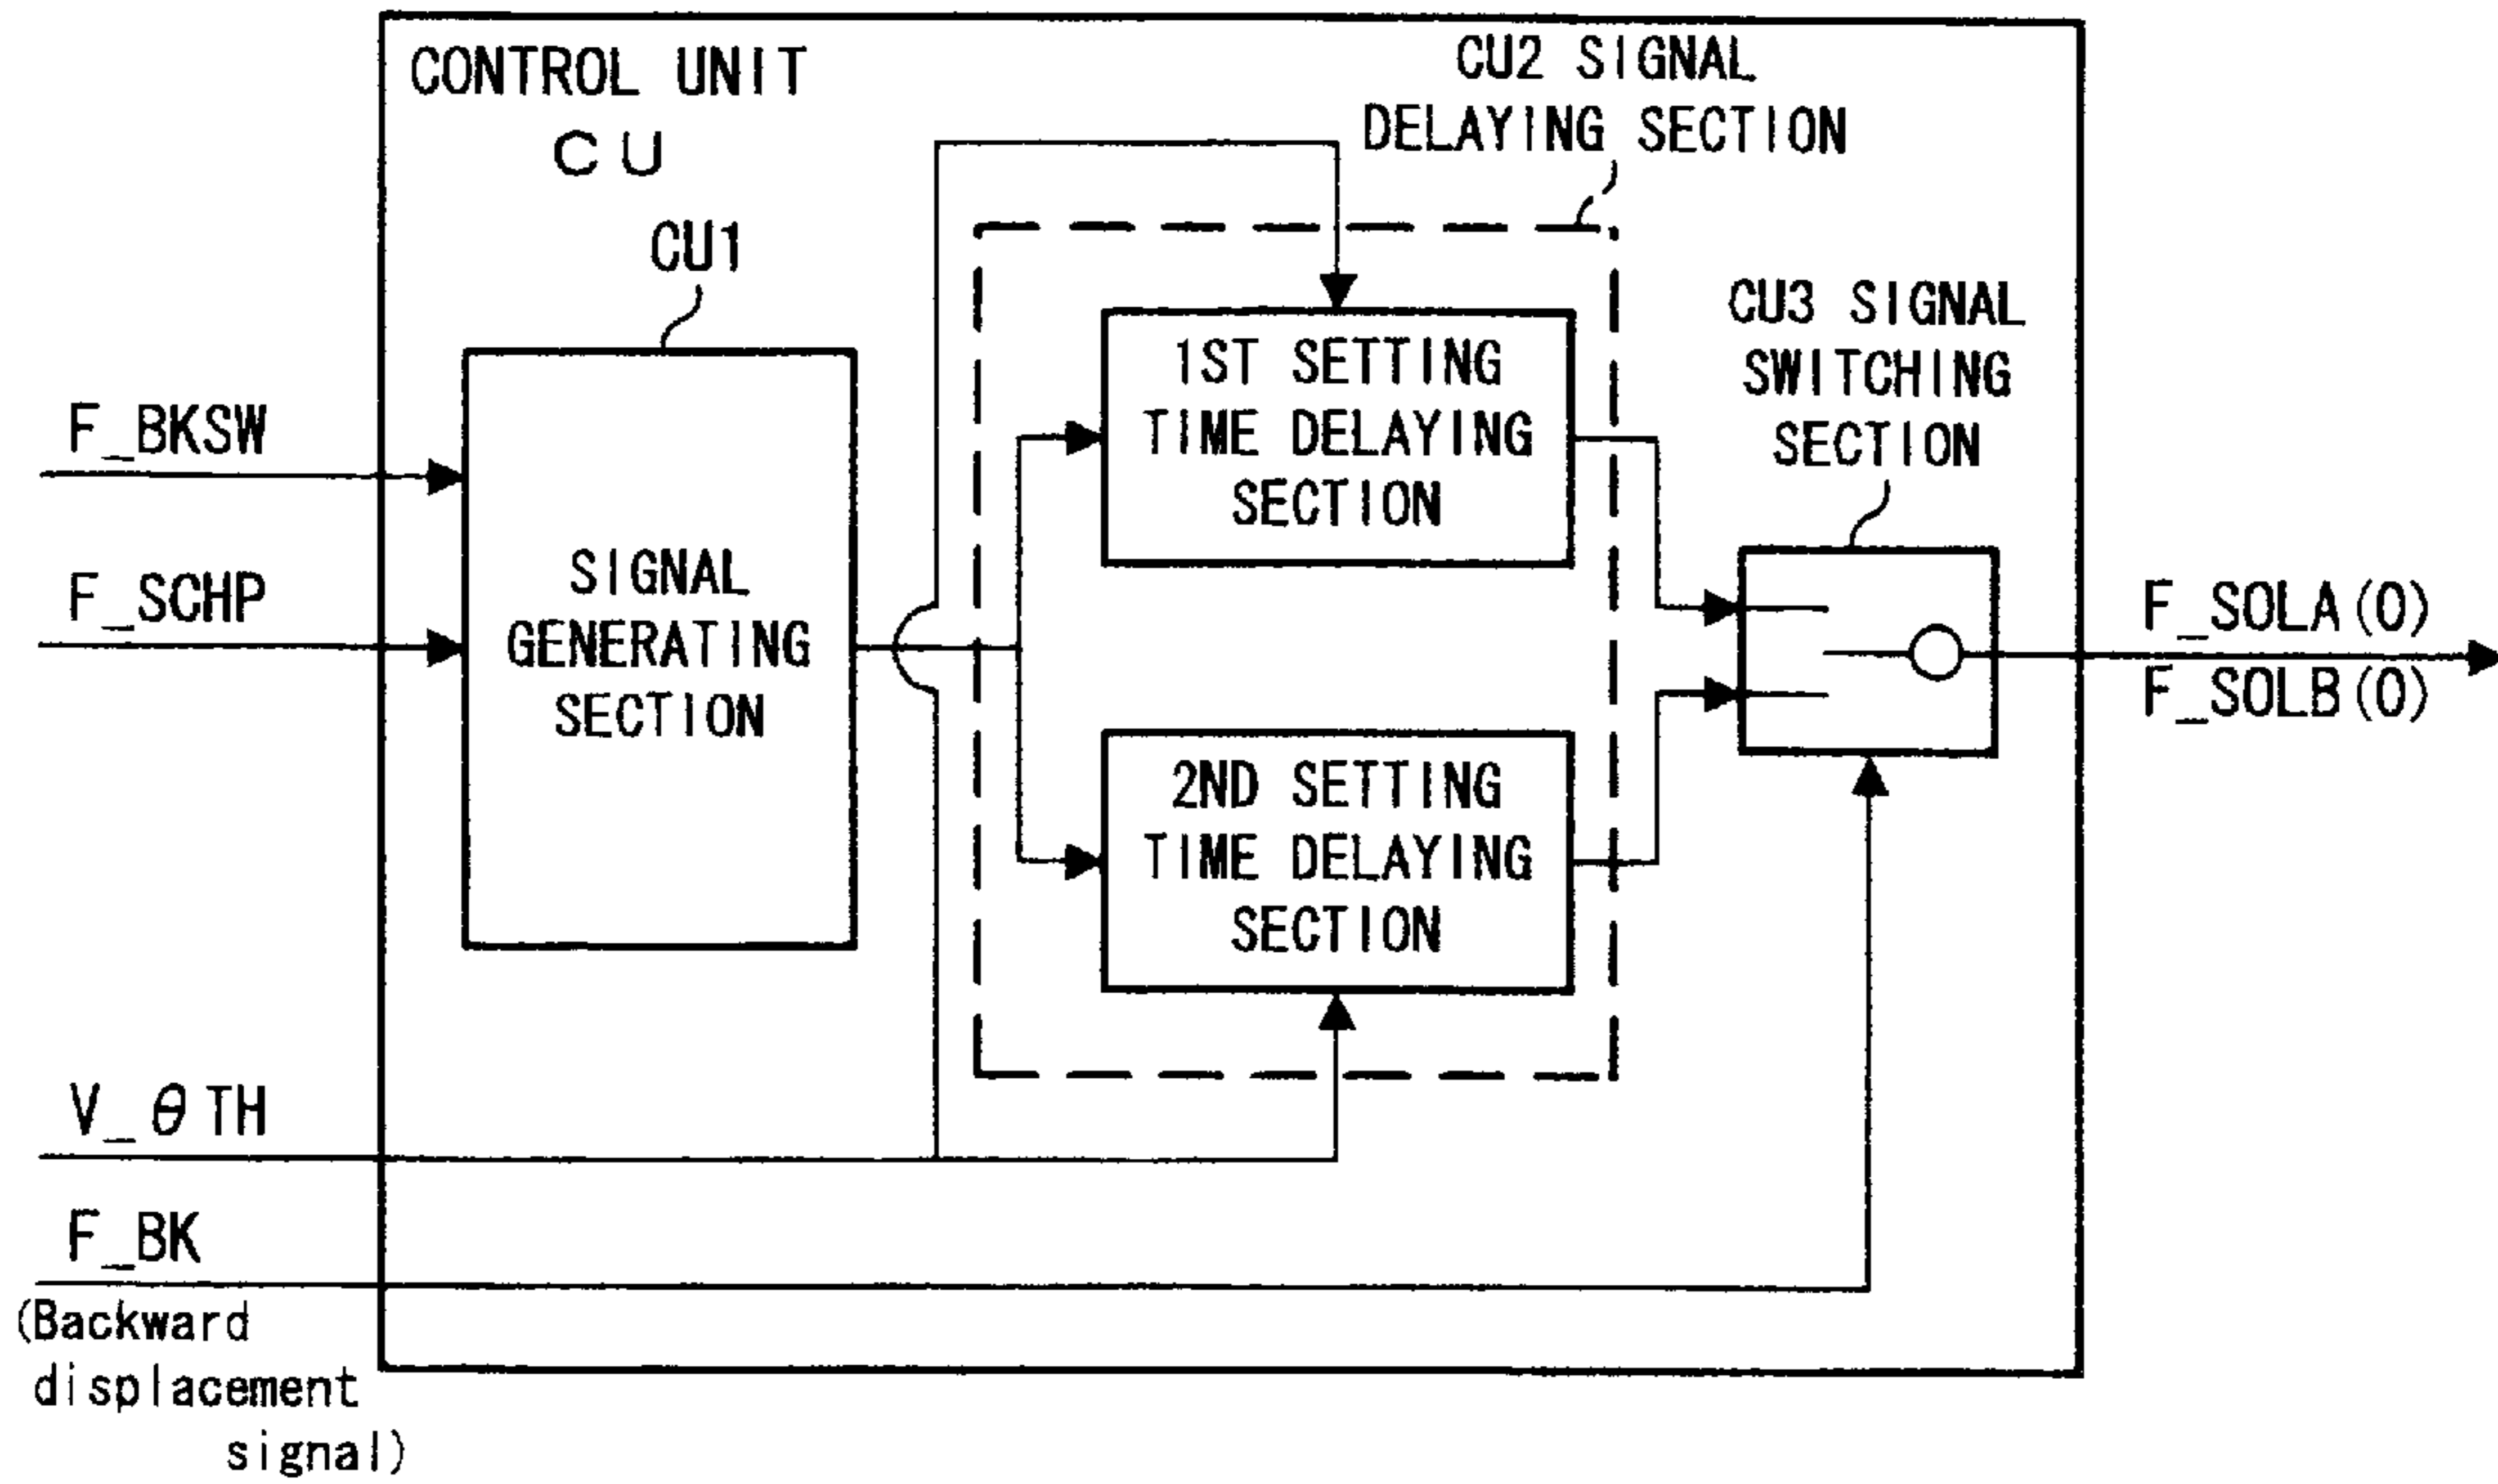 CONTROL UNIT
CU
CU2 SIGNAL
DELAYING SECTION
CU1
CU3 SIGNAL
SWITCHING
SECTION
1ST SETTING
TIME DELAYING
SECTION
F_BKSW
F_SCHP
SIGNAL
GENERATING
SECTION
F_SOLA(0)
F_SOLB(0)
2ND SETTING
TIME DELAYING
SECTION
V_θTH
F_BK
(Backward
displacement
signal)